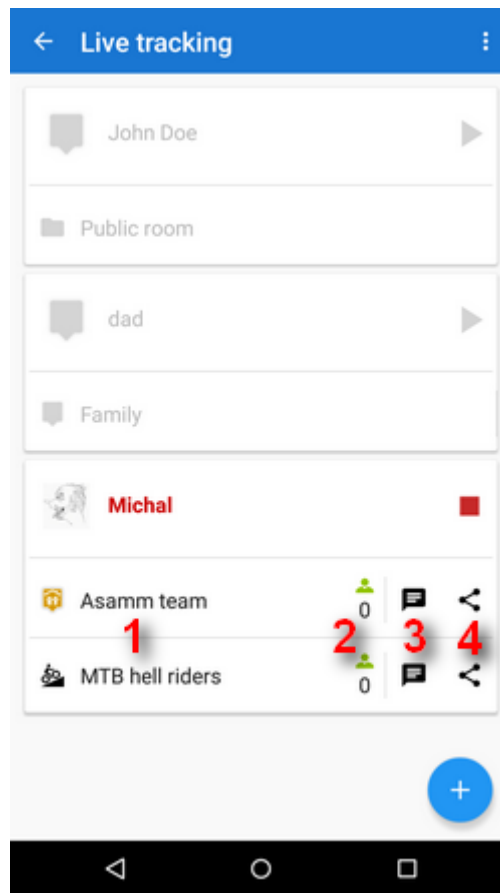 Live tracking
John Doe
Public room
dad
Family
Michal
Asamm team
0
1
2
3
4
MTB hell riders
0